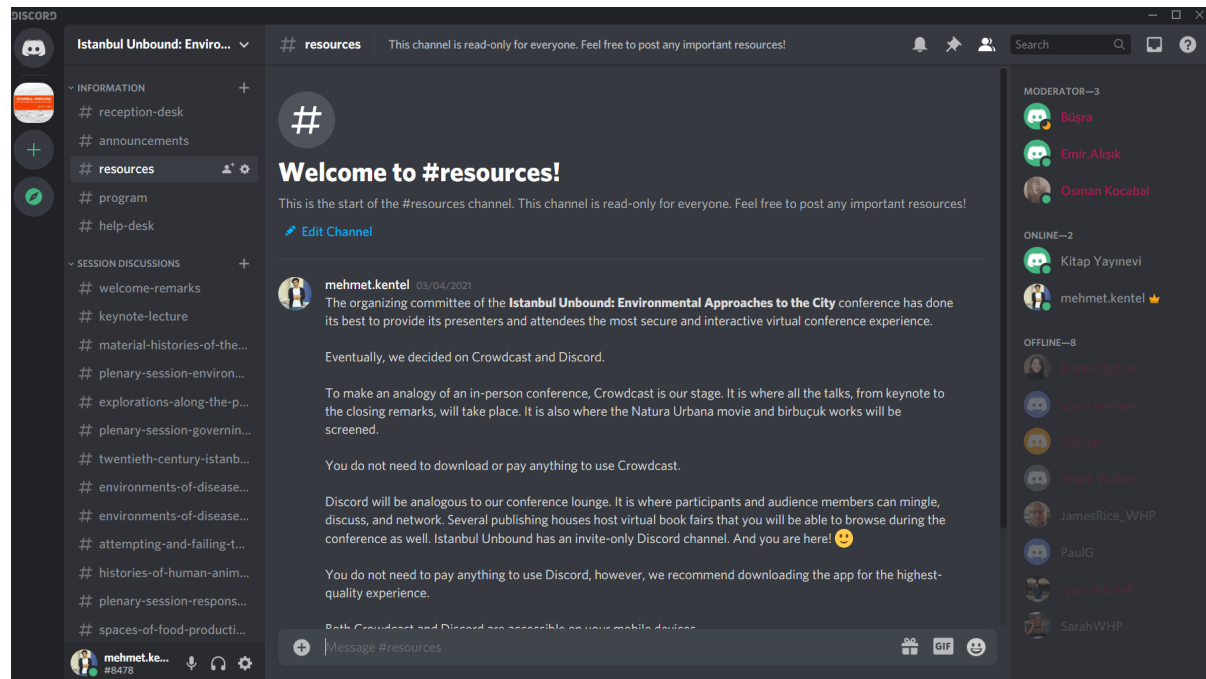 DISCORD
Istanbul Unbound: Enviro...
INFORMATION
# reception-desk
# announcements
# resources
# program
# help-desk
SESSION DISCUSSIONS
# welcome-remarks
# keynote-lecture
# material-histories-of-the...
# plenary-session-environ...
# explorations-along-the-p...
# plenary-session-governin...
# twentieth-century-istanb...
# environments-of-disease...
# environments-of-disease...
# attempting-and-failing-t...
# histories-of-human-anim...
# plenary-session-respons...
# spaces-of-food-producti...
mehmet.ke...
#8478
# resources
This channel is read-only for everyone. Feel free to post any important resources!
Search
#
Welcome to #resources!
This is the start of the #resources channel. This channel is read-only for everyone. Feel free to post any important resources!
Edit Channel
mehmet.kentel 03/04/2021
The organizing committee of the Istanbul Unbound: Environmental Approaches to the City conference has done
its best to provide its presenters and attendees the most secure and interactive virtual conference experience.
Eventually, we decided on Crowdcast and Discord.
To make an analogy of an in-person conference, Crowdcast is our stage. It is where all the talks, from keynote to
the closing remarks, will take place. It is also where the Natura Urbana movie and birbuçuk works will be
screened.
You do not need to download or pay anything to use Crowdcast.
Discord will be analogous to our conference lounge. It is where participants and audience members can mingle,
discuss, and network. Several publishing houses host virtual book fairs that you will be able to browse during the
conference as well. Istanbul Unbound has an invite-only Discord channel. And you are here! 🙂
You do not need to pay anything to use Discord, however, we recommend downloading the app for the highest-
quality experience.
Both Crowdcast and Discord are accessible on your mobile devices
Message #resources
GIF
MODERATOR—3
Büşra
Emir.Alışık
Osman Kocabal
ONLINE—2
Kitap Yayınevi
mehmet.kentel
OFFLINE—8
JamesRice_WHP
PaulG
SarahWHP